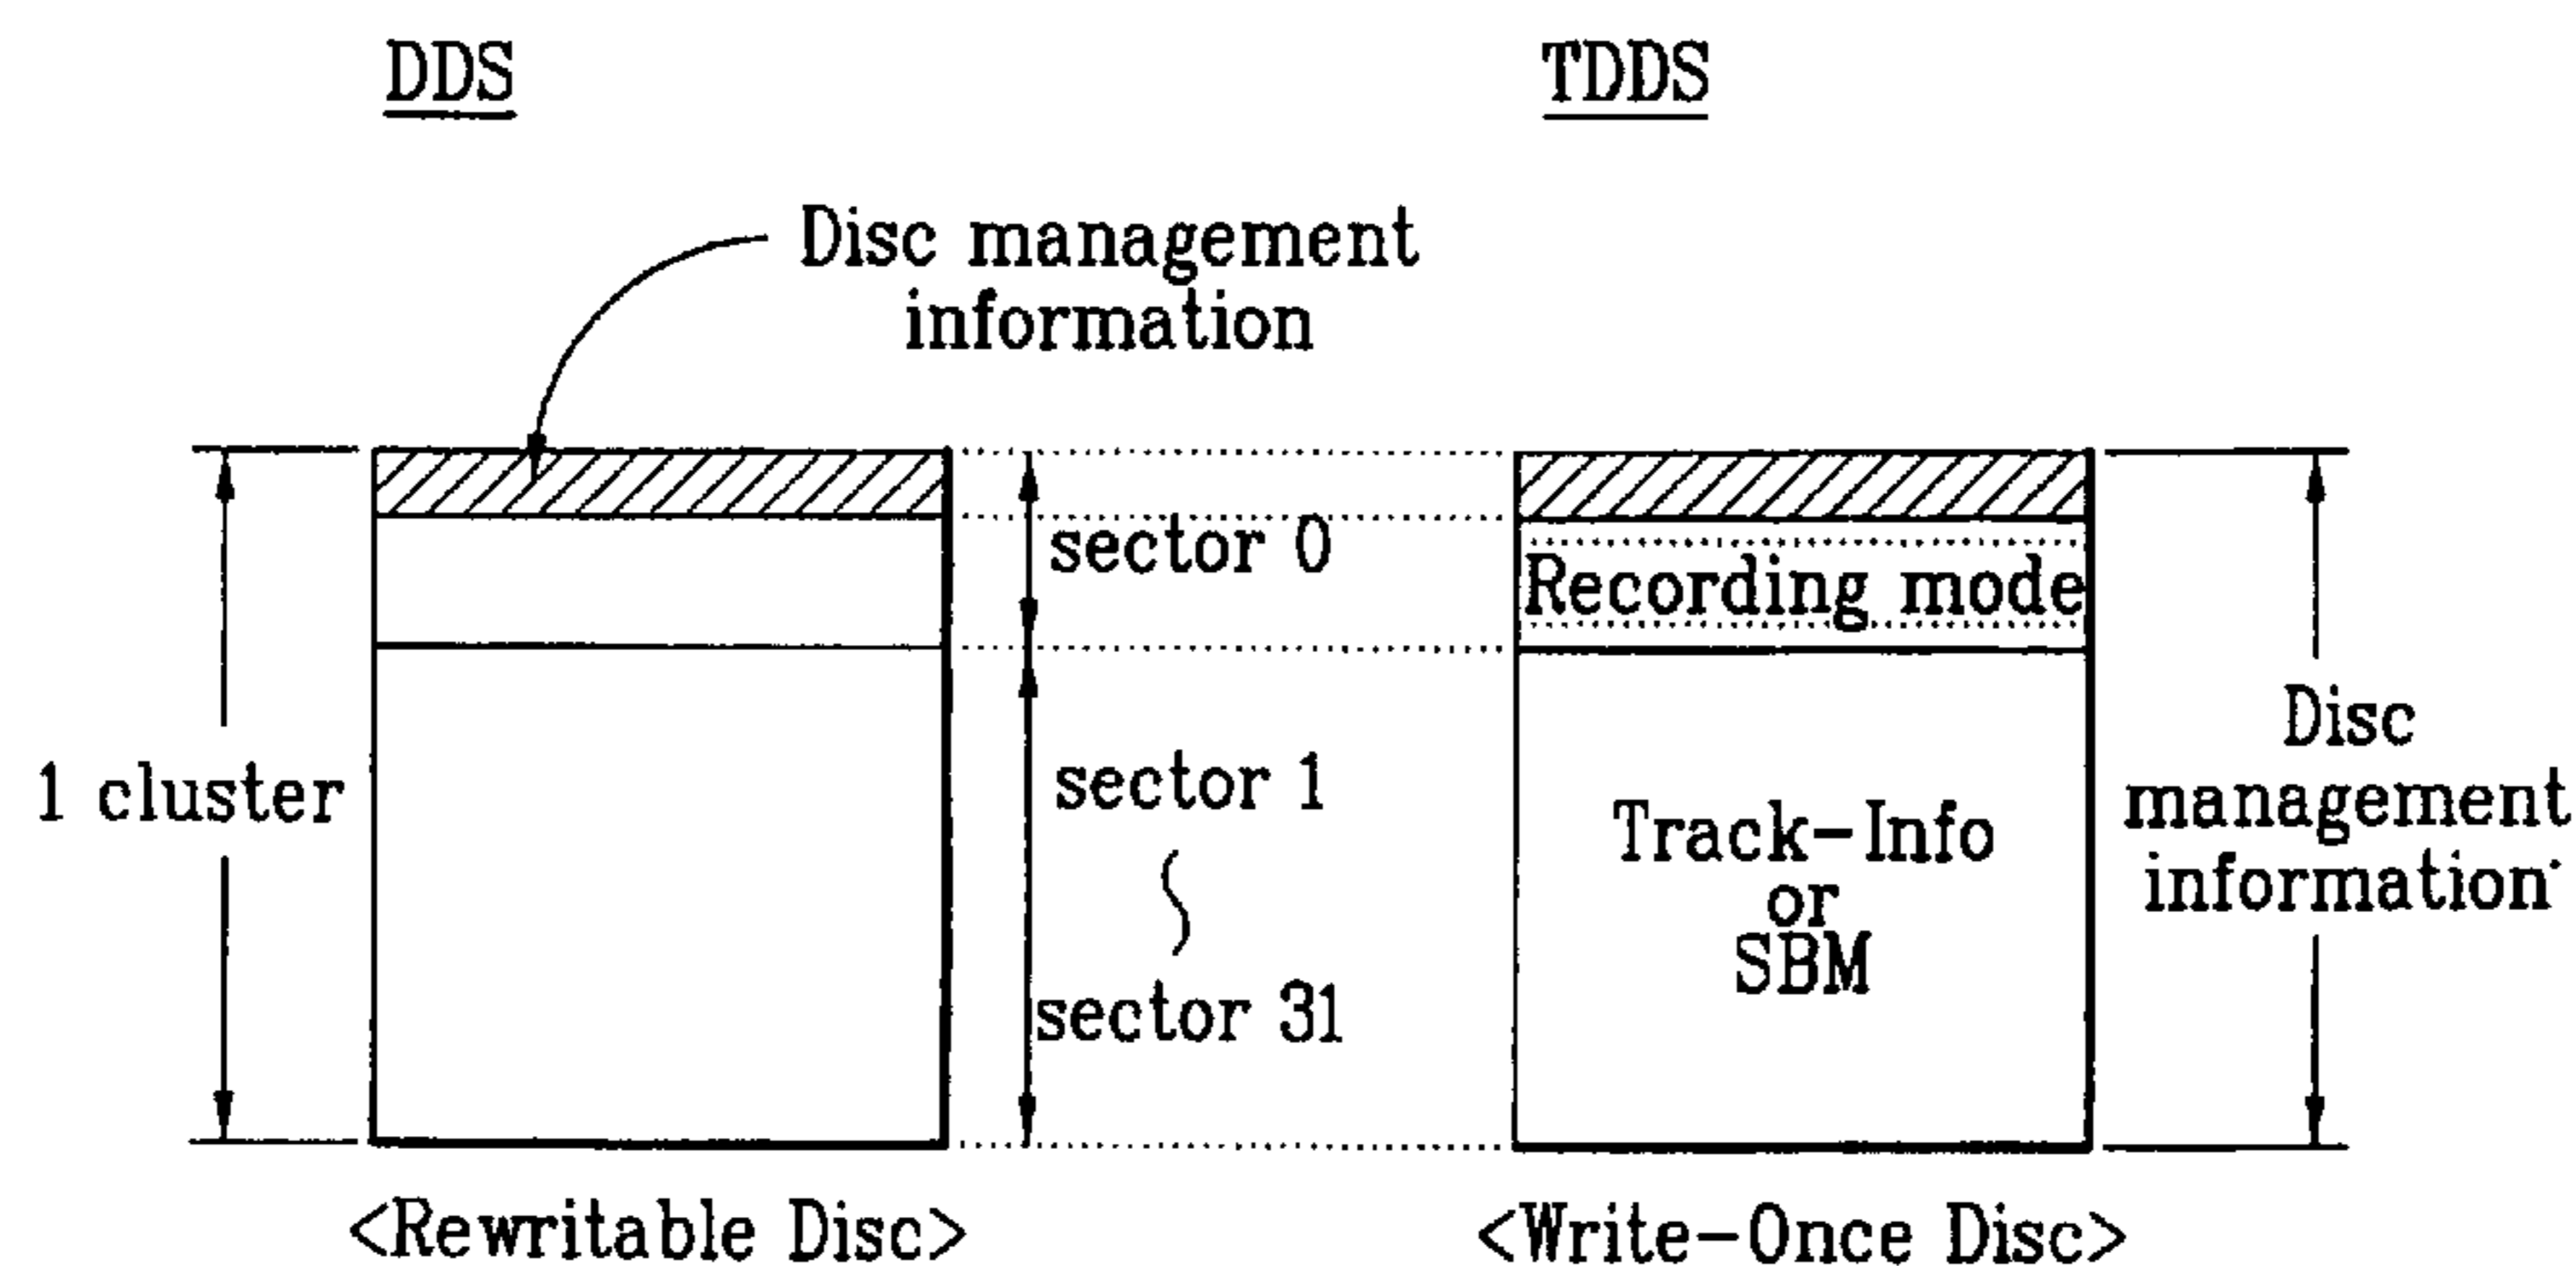 DDS
TDDS
Disc management
information
sector 0
Recording mode
1 cluster
sector 1
sector 31
Track-Info
or
SBM
Disc
management
information
<Rewritable Disc>
<Write-Once Disc>